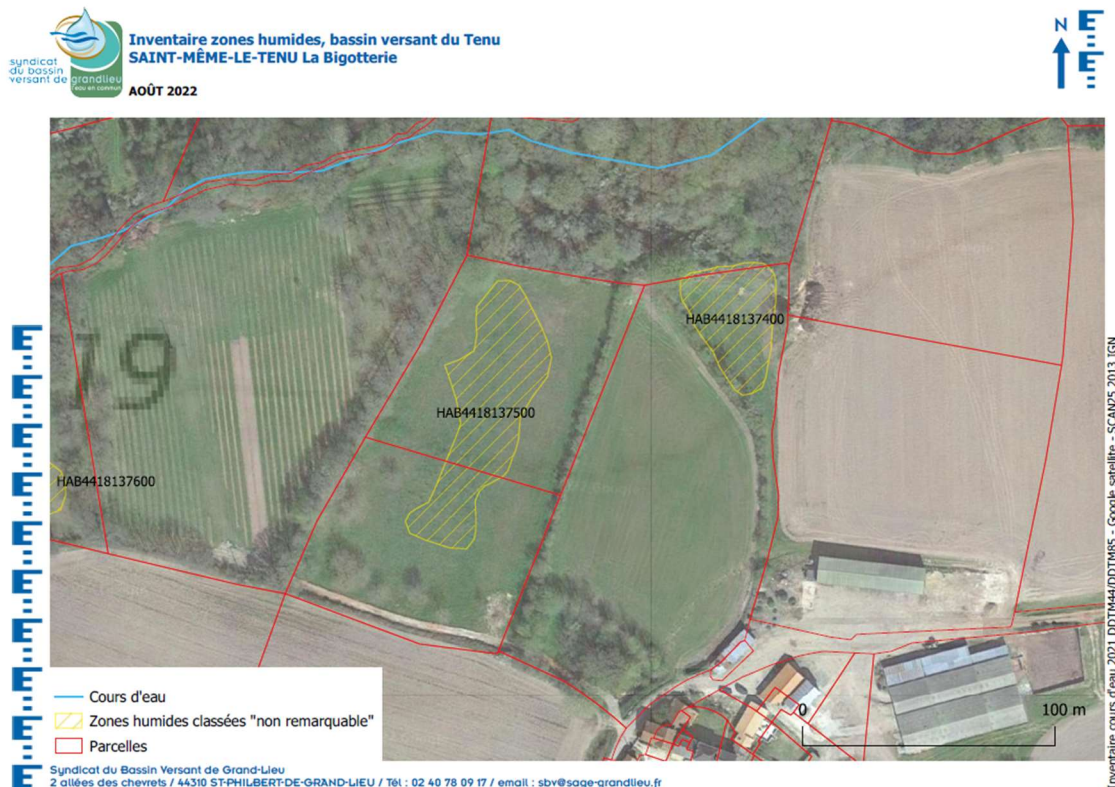 syndicat
du bassin
versant de
grandlieu
l'eau en commun
Inventaire zones humides, bassin versant du Tenu
SAINT-MÊME-LE-TENU La Bigotterie
AOÛT 2022
N
19
HAB4418137400
HAB4418137500
HAB4418137600
Cours d'eau
Zones humides classées "non remarquable"
Parcelles
0 100 m
Inventaire cours d'eau 2021 DDTM44/DDTM85 - Google satellite - SCAN25 2013 IGN
Syndicat du Bassin Versant de Grand-Lieu
2 allées des chevrets / 44310 ST-PHILBERT-DE-GRAND-LIEU / Tél : 02 40 78 09 17 / email : sbv@sage-grandlieu.fr